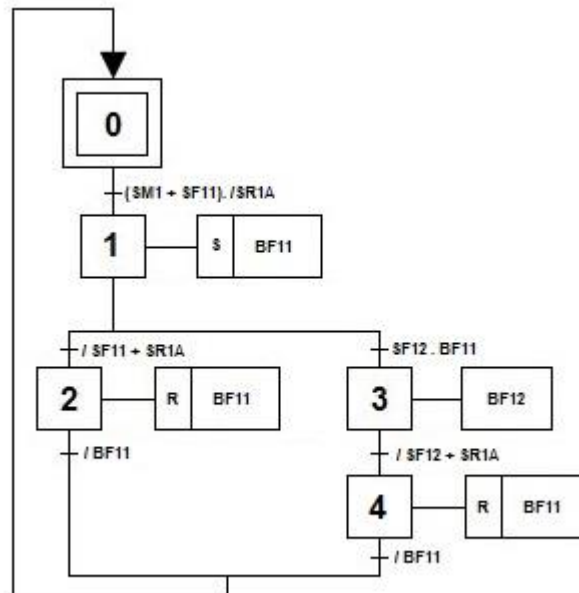 0
(SM1 + SF11). /SR1A
1
S BF11
/ SF11 + SR1A
SF12 . BF11
2
R BF11
3
BF12
/ BF11
/ SF12 + SR1A
4
R BF11
/ BF11